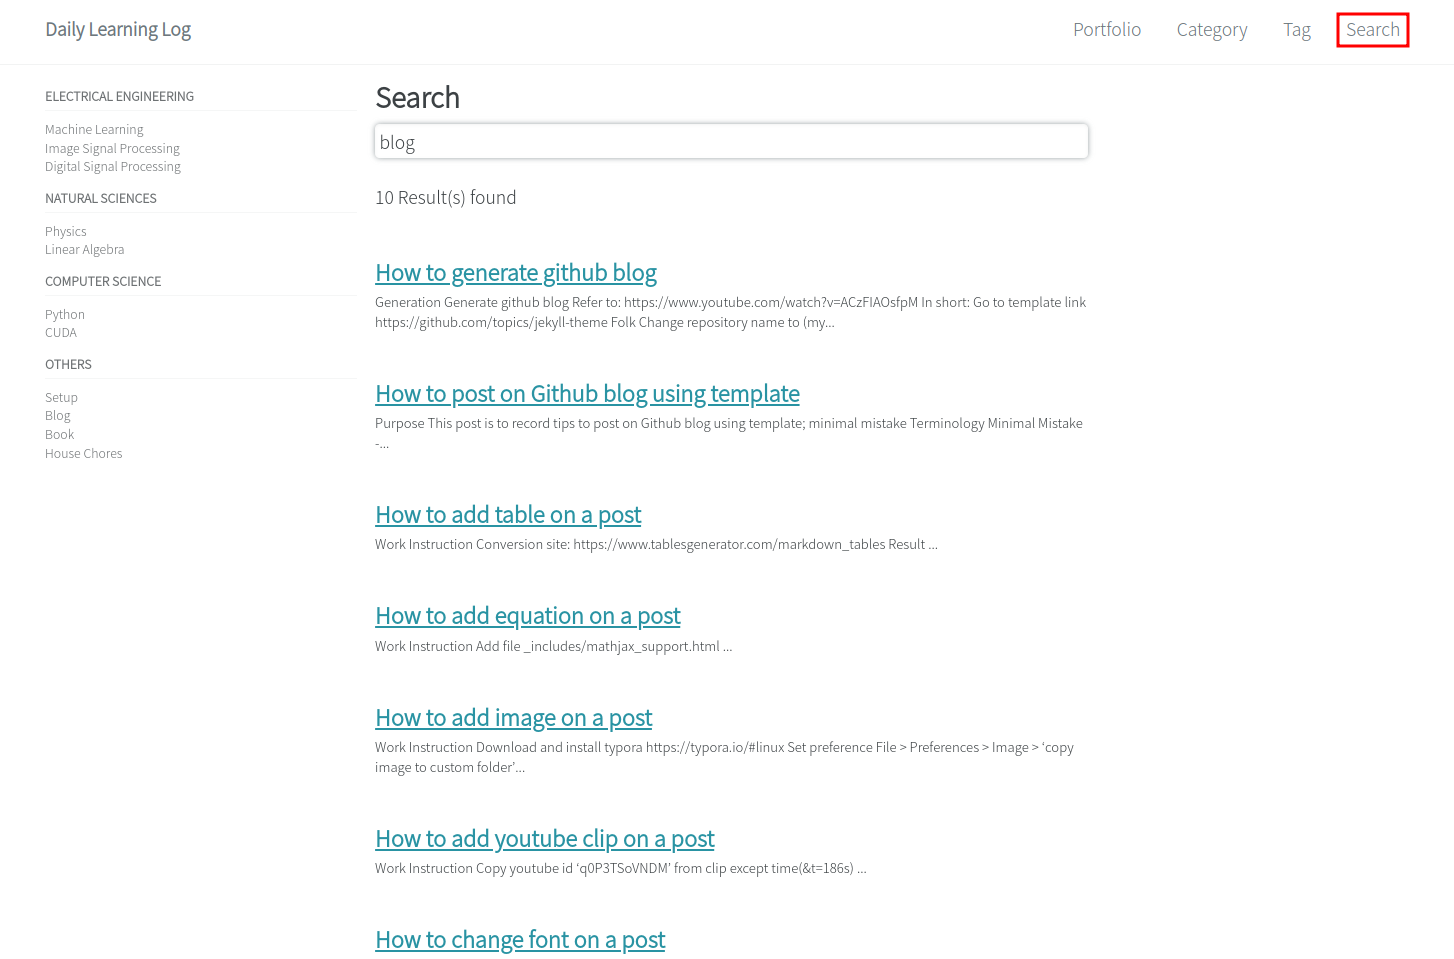 Daily Learning Log
Portfolio Category Tag Search
ELECTRICAL ENGINEERING
Machine Learning
Image Signal Processing
Digital Signal Processing
NATURAL SCIENCES
Physics
Linear Algebra
COMPUTER SCIENCE
Python
CUDA
OTHERS
Setup
Blog
Book
House Chores
Search
blog
10 Result(s) found
How to generate github blog
Generation Generate github blog Refer to: https://www.youtube.com/watch?v=ACzFIAOsfpM In short: Go to template link
https://github.com/topics/jekyll-theme Folk Change repository name to (my...
How to post on Github blog using template
Purpose This post is to record tips to post on Github blog using template; minimal mistake Terminology Minimal Mistake
-...
How to add table on a post
Work Instruction Conversion site: https://www.tablesgenerator.com/markdown_tables Result ...
How to add equation on a post
Work Instruction Add file _includes/mathjax_support.html ...
How to add image on a post
Work Instruction Download and install typora https://typora.io/#linux Set preference File > Preferences > Image > ‘copy
image to custom folder’...
How to add youtube clip on a post
Work Instruction Copy youtube id ‘q0P3TSoVNDM’ from clip except time(&t=186s) ...
How to change font on a post